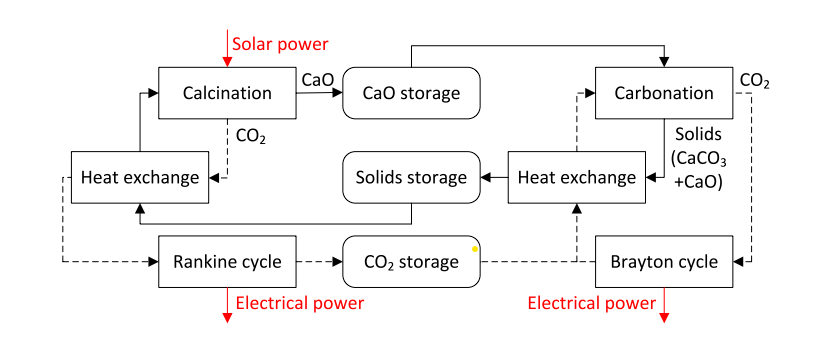 Solar power
Calcination
CaO
CaO storage
Carbonation
CO₂
CO₂
Solids
(CaCO₃
+CaO)
Heat exchange
Solids storage
Heat exchange
Rankine cycle
CO₂ storage
Brayton cycle
Electrical power
Electrical power